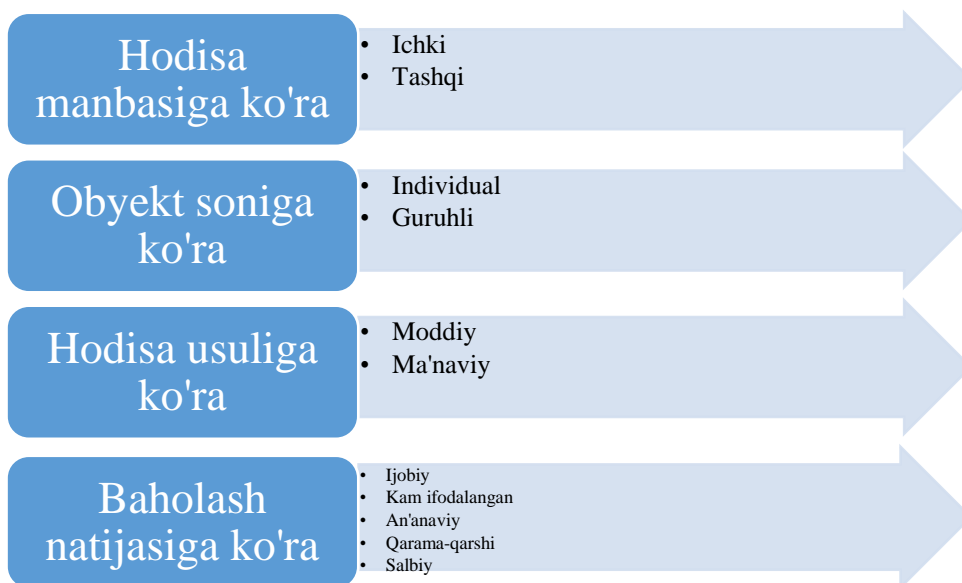 Hodisa
manbasiga ko'ra
• Ichki
• Tashqi
Obyekt soniga
ko'ra
• Individual
• Guruhli
Hodisa usuliga
ko'ra
• Moddiy
• Ma'naviy
Baholash
natijasiga ko'ra
• Ijobiy
• Kam ifodalangan
• An'anaviy
• Qarama-qarshi
• Salbiy